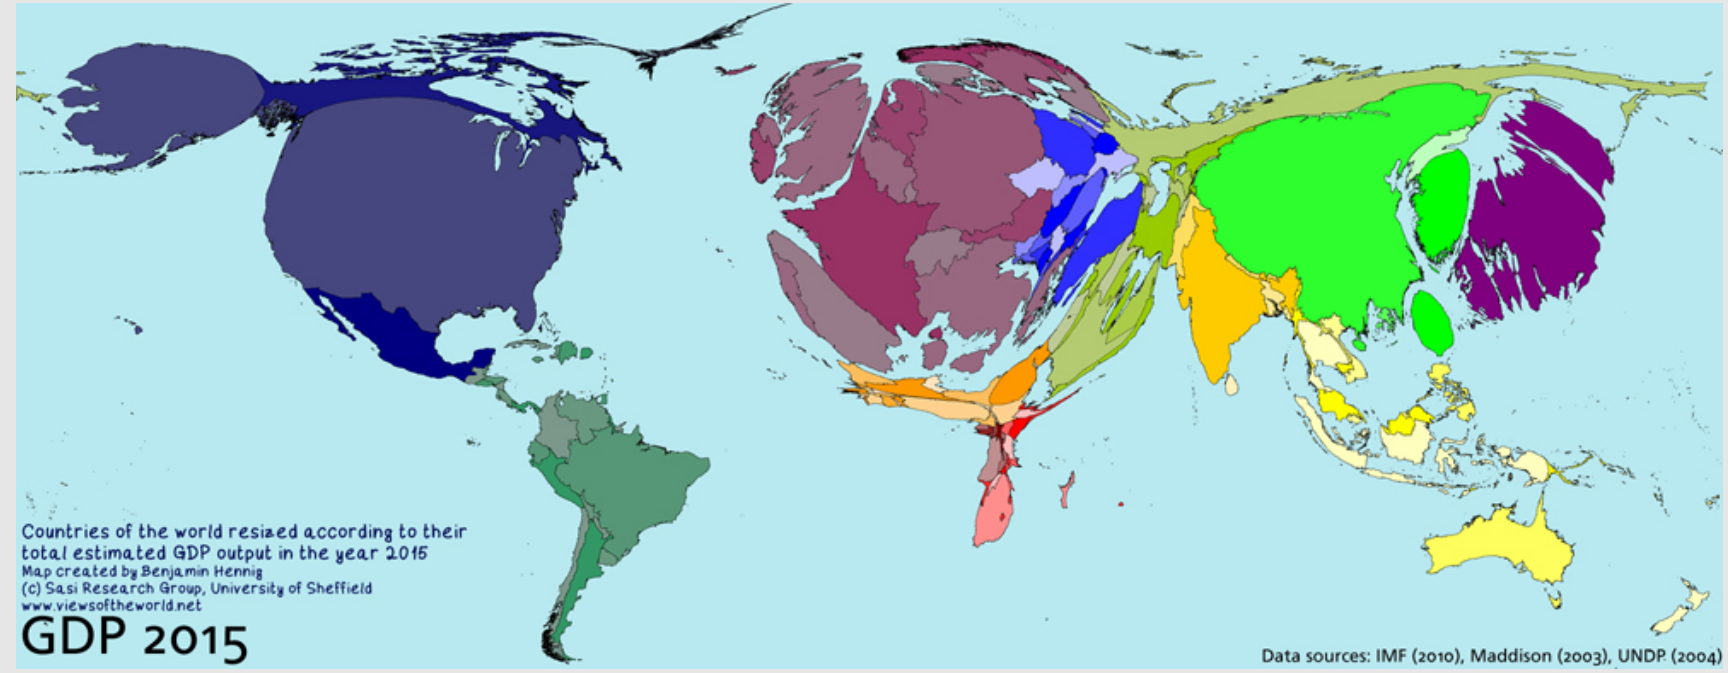 Countries of the world resized according to their
total estimated GDP output in the year 2015
Map created by Benjamin Hennig
(c) Sasi Research Group, University of Sheffield
www.viewsoftheworld.net
GDP 2015
Data sources: IMF (2010), Maddison (2003), UNDP (2004)